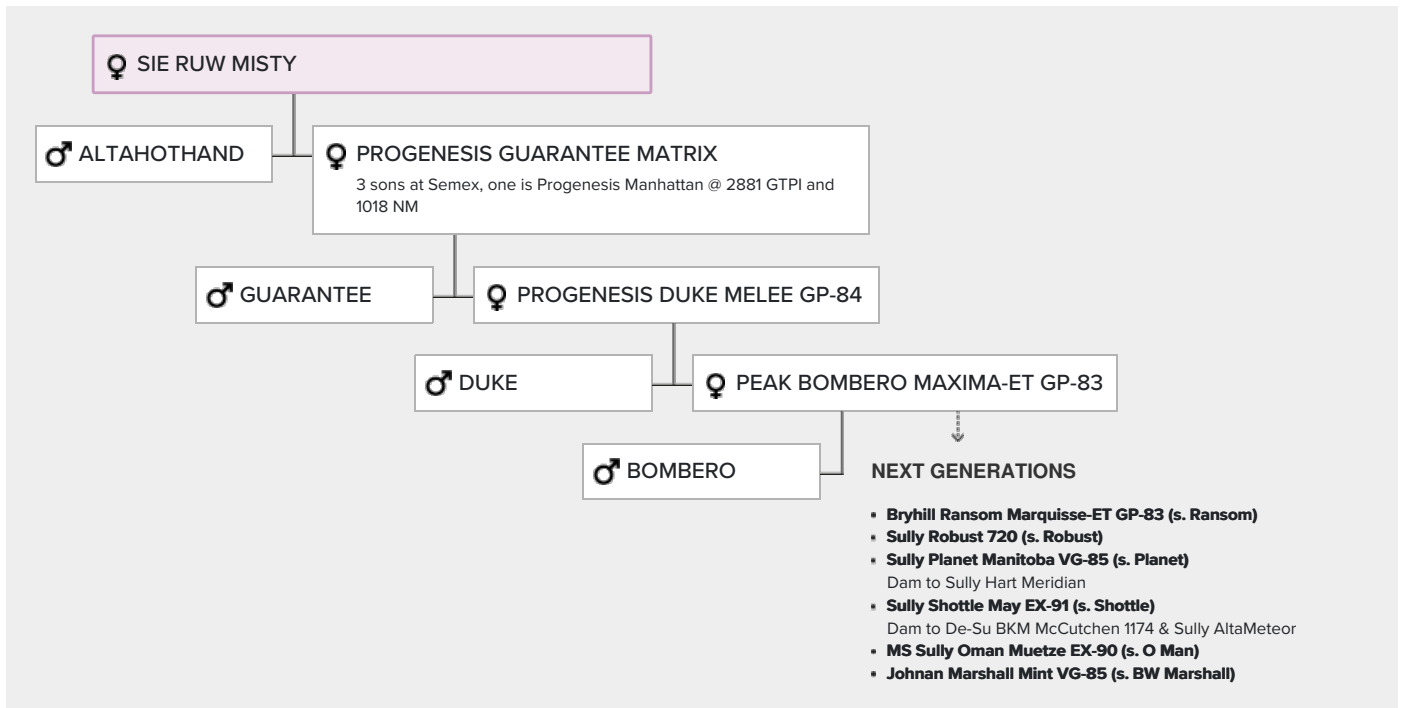 SIE RUW MISTY
ALTAHOTHAND
PROGENESIS GUARANTEE MATRIX
3 sons at Semex, one is Progenesis Manhattan @ 2881 GTPI and
1018 NM
GUARANTEE
PROGENESIS DUKE MELEE GP-84
DUKE
PEAK BOMBERO MAXIMA-ET GP-83
BOMBERO
NEXT GENERATIONS
Bryhill Ransom Marquisse-ET GP-83 (s. Ransom)
Sully Robust 720 (s. Robust)
Sully Planet Manitoba VG-85 (s. Planet)
Dam to Sully Hart Meridian
Sully Shottle May EX-91 (s. Shottle)
Dam to De-Su BKM McCutchen 1174 & Sully AltaMeteor
MS Sully Oman Muetze EX-90 (s. O Man)
Johnan Marshall Mint VG-85 (s. BW Marshall)